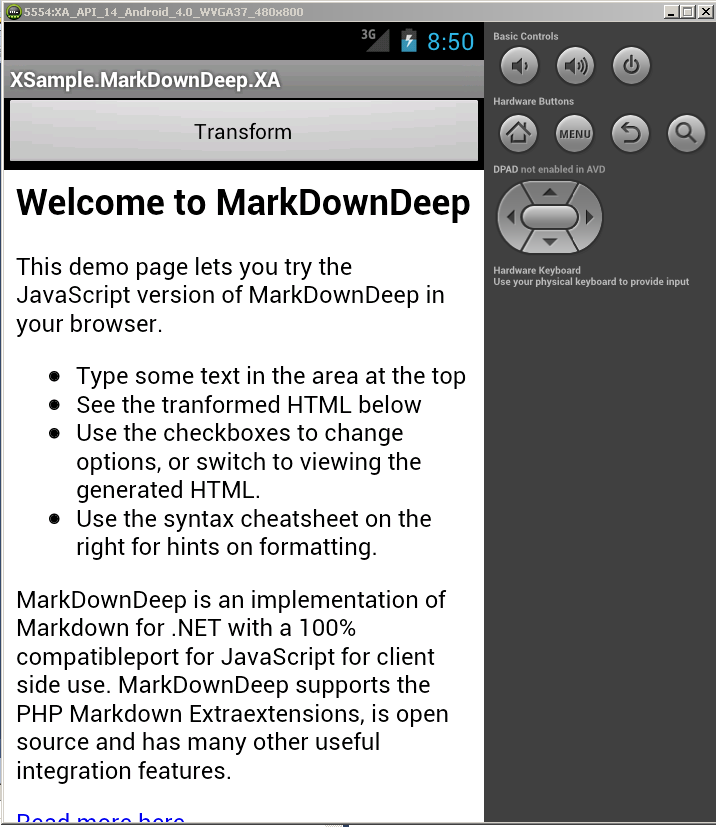 5554:XA_API_14_Android_4.0_WVGA37_480x800
3G
8:50
XSample.MarkDownDeep.XA
Transform
Welcome to MarkDownDeep
This demo page lets you try the
JavaScript version of MarkDownDeep in
your browser.
Type some text in the area at the top
See the tranformed HTML below
Use the checkboxes to change
options, or switch to viewing the
generated HTML.
Use the syntax cheatsheet on the
right for hints on formatting.
MarkDownDeep is an implementation of
Markdown for .NET with a 100%
compatibleport for JavaScript for client
side use. MarkDownDeep supports the
PHP Markdown Extraextensions, is open
source and has many other useful
integration features.
Read more here
Basic Controls
Hardware Buttons
MENU
DPAD not enabled in AVD
Hardware Keyboard
Use your physical keyboard to provide input